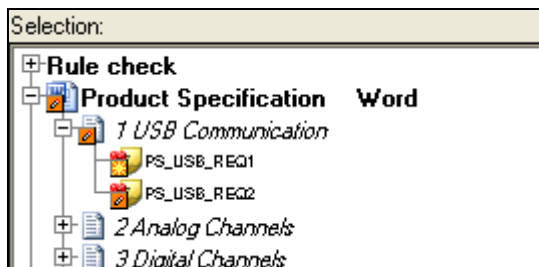 Selection:
Rule check
Product Specification Word
1 USB Communication
PS_USB_REQ1
PS_USB_REQ2
2 Analog Channels
3 Digital Channels